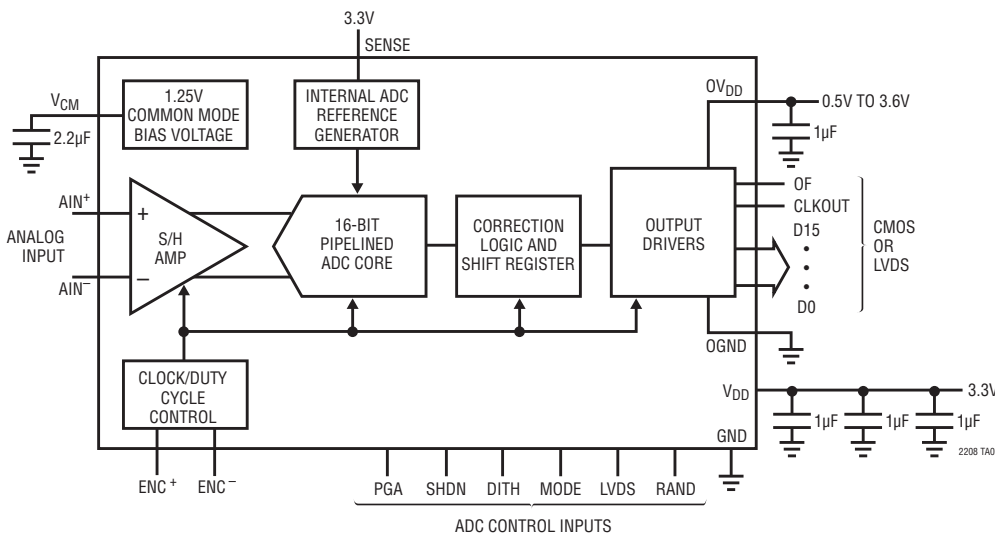 3.3V
SENSE
V_CM
2.2µF
1.25V
COMMON MODE
BIAS VOLTAGE
INTERNAL ADC
REFERENCE
GENERATOR
OV_DD
0.5V TO 3.6V
1µF
AIN+
ANALOG
INPUT
AIN−
+
S/H
AMP
−
16-BIT
PIPELINED
ADC CORE
CORRECTION
LOGIC AND
SHIFT REGISTER
OUTPUT
DRIVERS
OF
CLKOUT
D15
•
•
•
D0
CMOS
OR
LVDS
OGND
CLOCK/DUTY
CYCLE
CONTROL
V_DD
3.3V
1µF
1µF
1µF
GND
2208 TA0
ENC+
ENC−
PGA
SHDN
DITH
MODE
LVDS
RAND
ADC CONTROL INPUTS